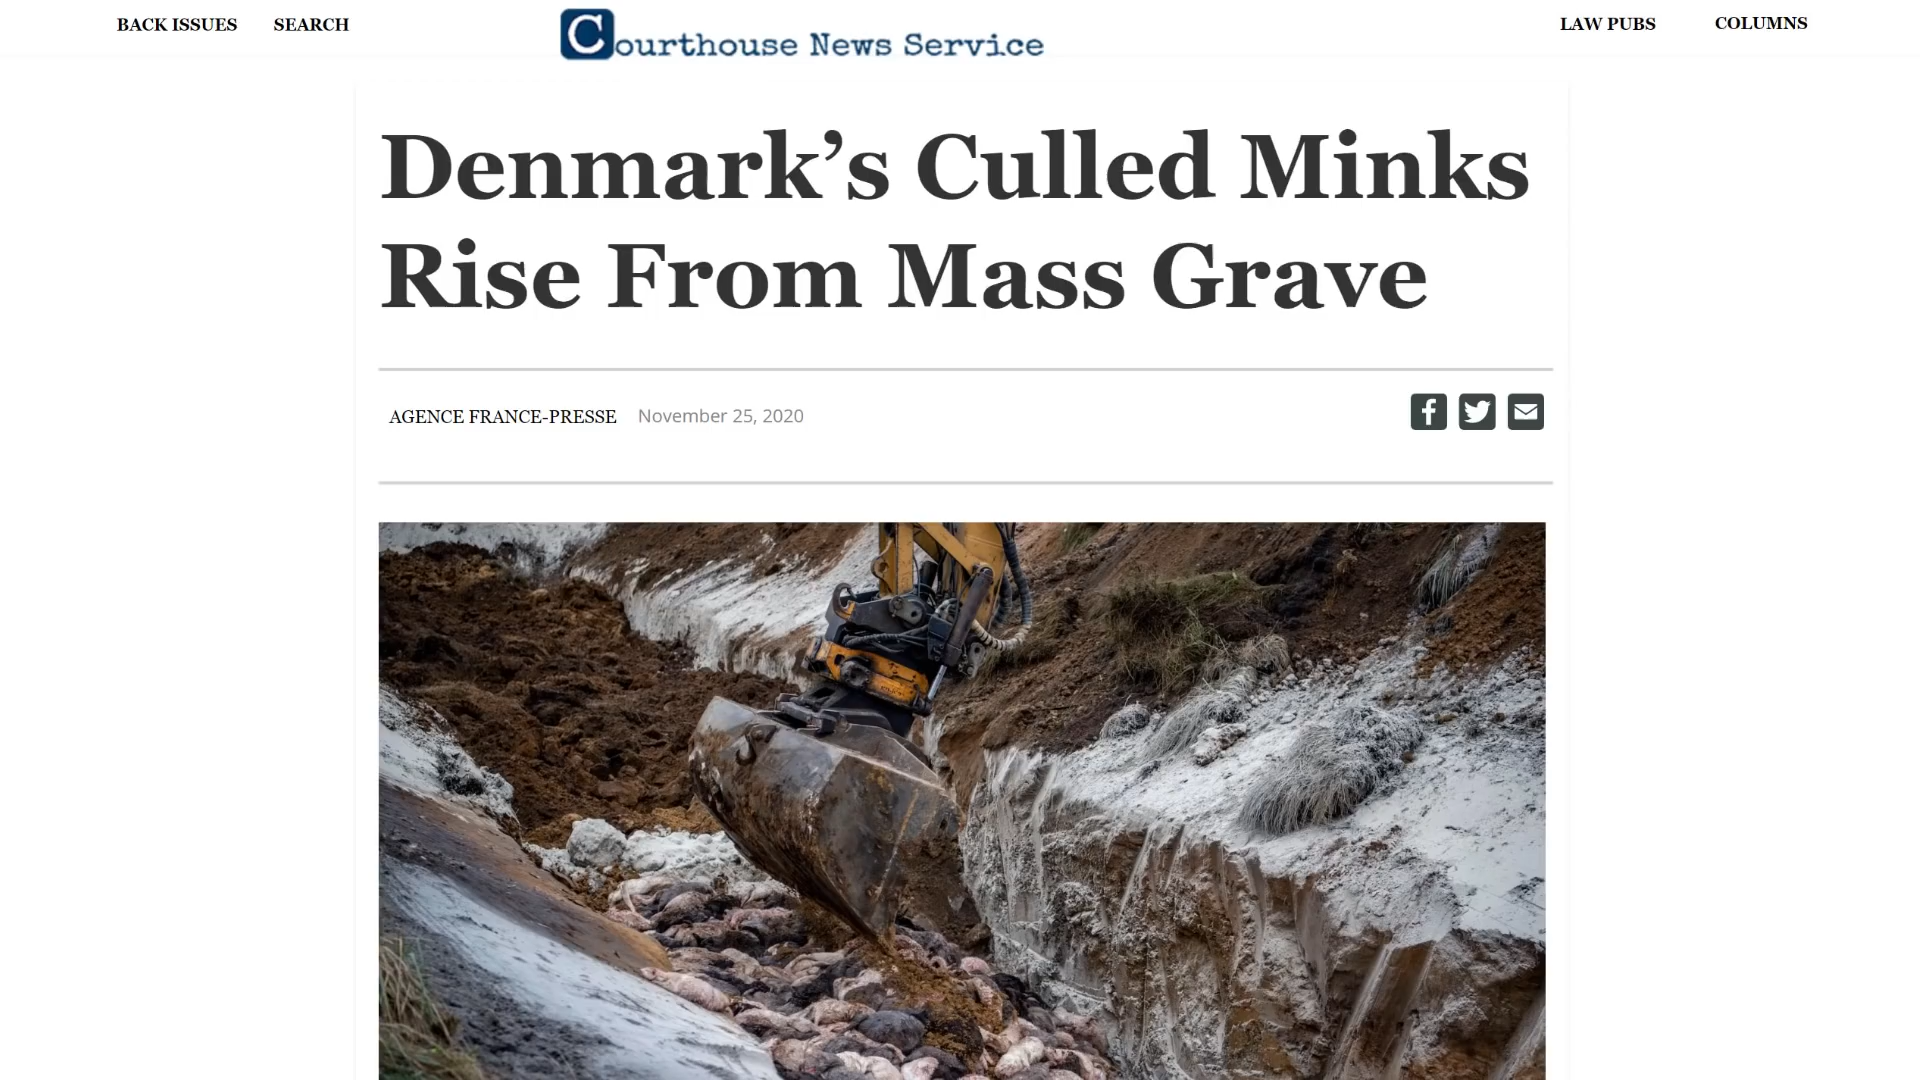 BACK ISSUES SEARCH Courthouse News Service LAW PUBS COLUMNS
Denmark’s Culled Minks
Rise From Mass Grave
AGENCE FRANCE-PRESSE November 25, 2020